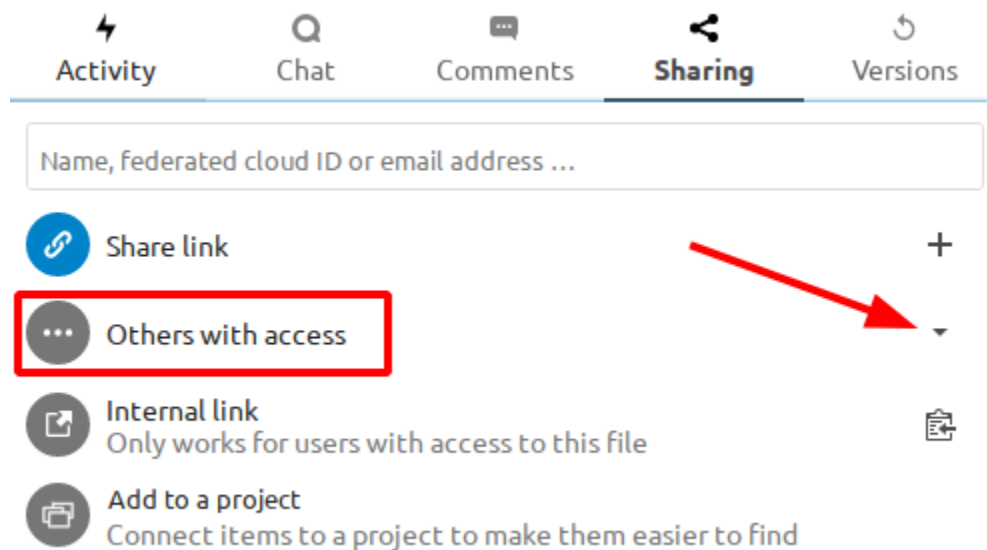 Activity Chat Comments Sharing Versions
Name, federated cloud ID or email address ...
Share link
Others with access
Internal link
Only works for users with access to this file
Add to a project
Connect items to a project to make them easier to find